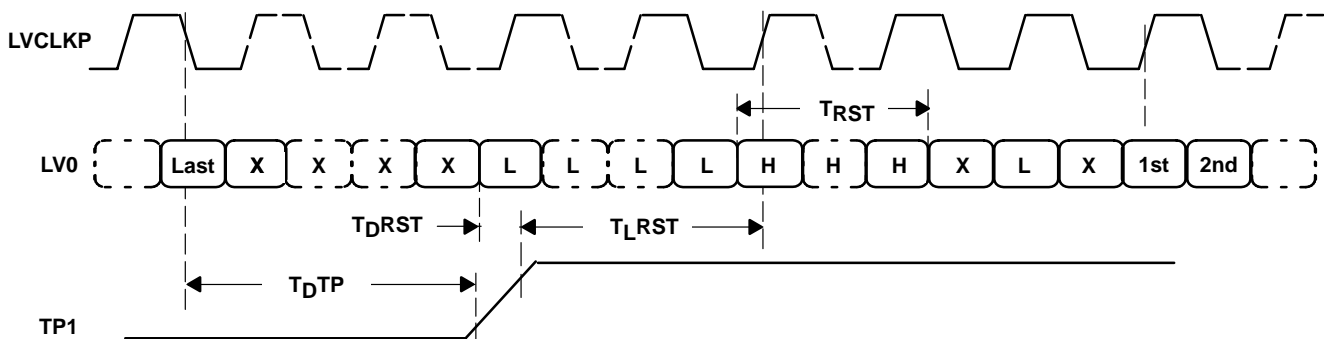 LVCLKP
TRST
LV0 Last X X X X L L L L H H H X L X 1st 2nd
TDRST TLRST
TDTP
TP1